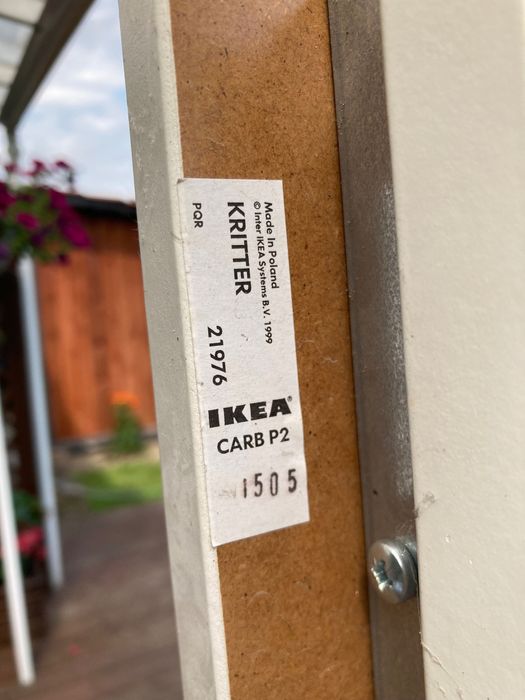 PQR
KRITTER
Made In Poland
© Inter IKEA Systems B.V. 1999
21976
IKEA®
CARB P2
1505